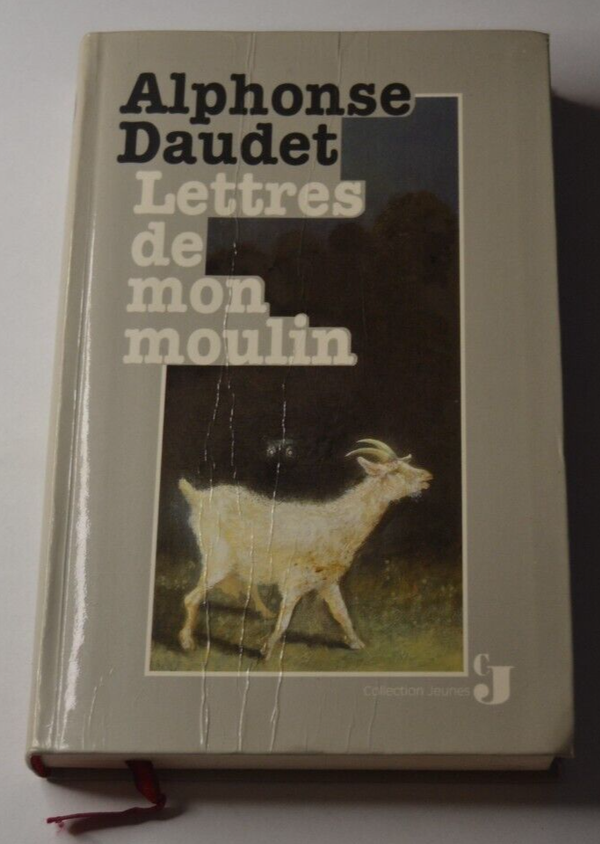 Alphonse
Daudet
Lettres
de
mon
moulin
Collection Jeunes
CJ